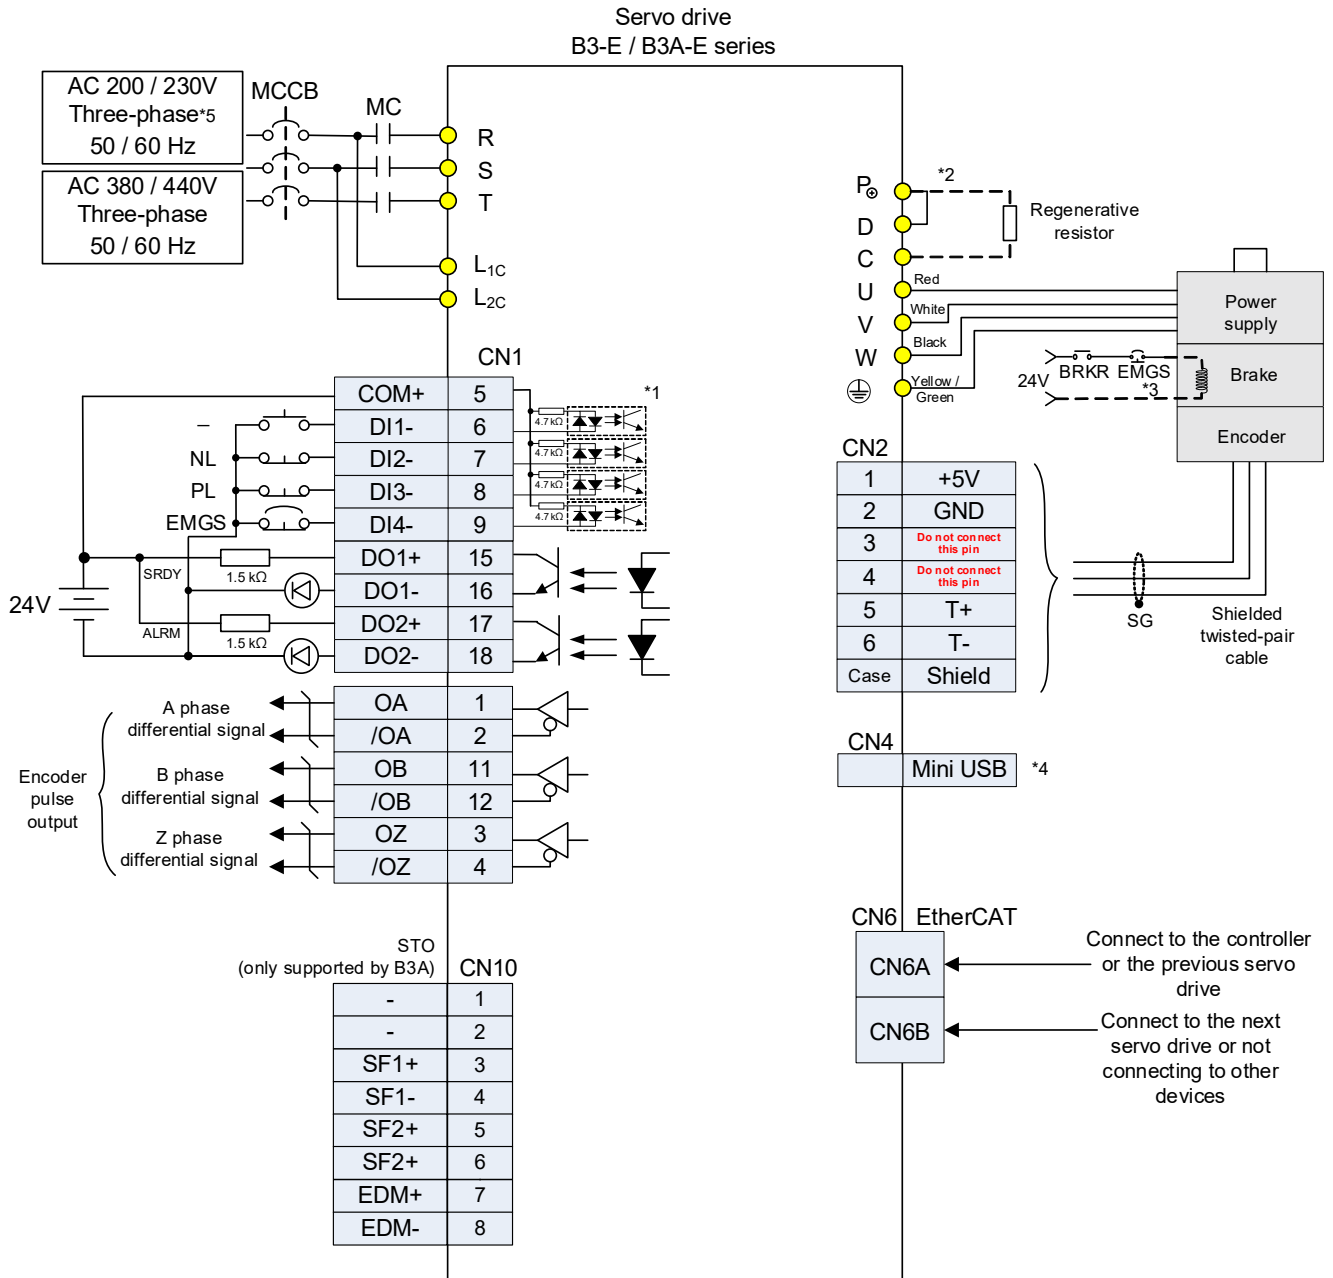 Servo drive
B3-E / B3A-E series
AC 200 / 230V
Three-phase*5
50 / 60 Hz
AC 380 / 440V
Three-phase
50 / 60 Hz
MCCB
MC
R
S
T
L1C
L2C
P⊕
D
C
U
V
W
*2
Regenerative
resistor
Red
White
Black
Yellow /
Green
Power
supply
Brake
Encoder
24V
BRKR
EMGS
*3
CN1
COM+ 5
DI1- 6
DI2- 7
DI3- 8
DI4- 9
DO1+ 15
DO1- 16
DO2+ 17
DO2- 18
–
NL
PL
EMGS
SRDY
1.5 kΩ
ALRM
1.5 kΩ
24V
*1
4.7 kΩ
4.7 kΩ
4.7 kΩ
4.7 kΩ
OA 1
/OA 2
OB 11
/OB 12
OZ 3
/OZ 4
Encoder
pulse
output
A phase
differential signal
B phase
differential signal
Z phase
differential signal
CN2
1 +5V
2 GND
3 Do not connect
this pin
4 Do not connect
this pin
5 T+
6 T-
Case Shield
SG
Shielded
twisted-pair
cable
CN4
Mini USB
*4
CN6 EtherCAT
CN6A
CN6B
Connect to the controller
or the previous servo
drive
Connect to the next
servo drive or not
connecting to other
devices
STO
(only supported by B3A)
CN10
- 1
- 2
SF1+ 3
SF1- 4
SF2+ 5
SF2+ 6
EDM+ 7
EDM- 8